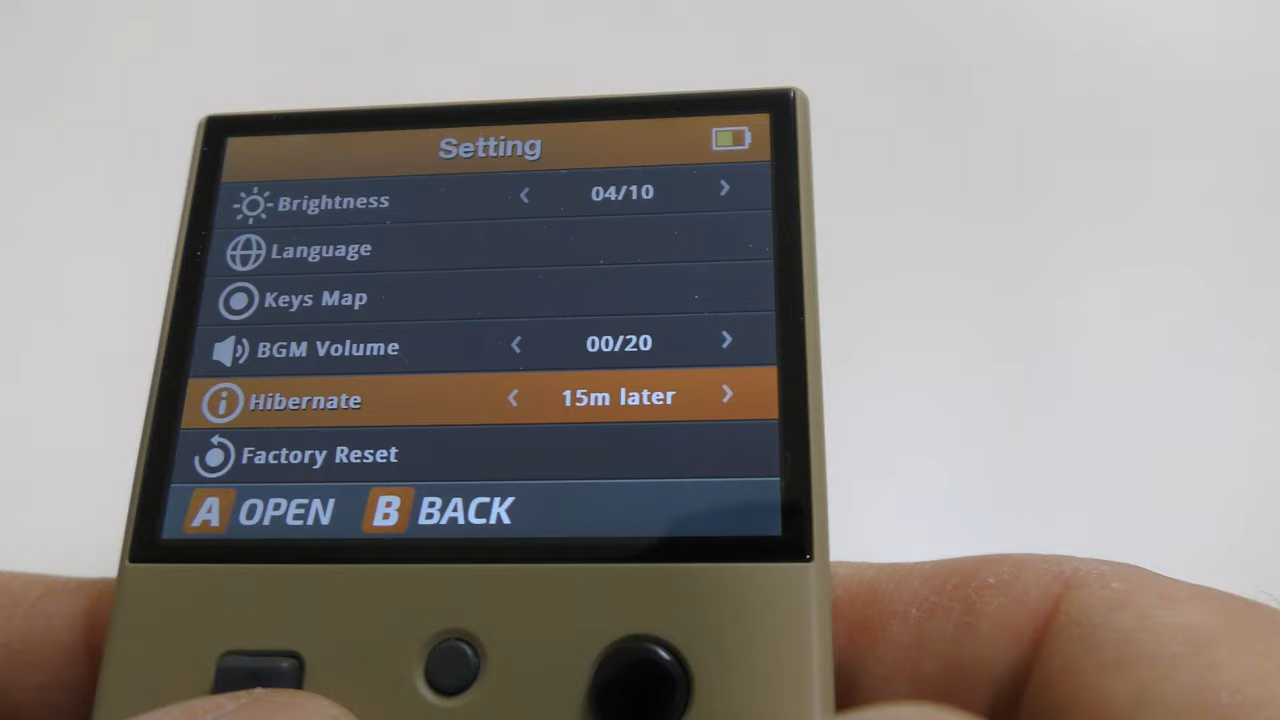 Setting
Brightness 04/10
Language
Keys Map
BGM Volume 00/20
Hibernate 15m later
Factory Reset
A OPEN B BACK